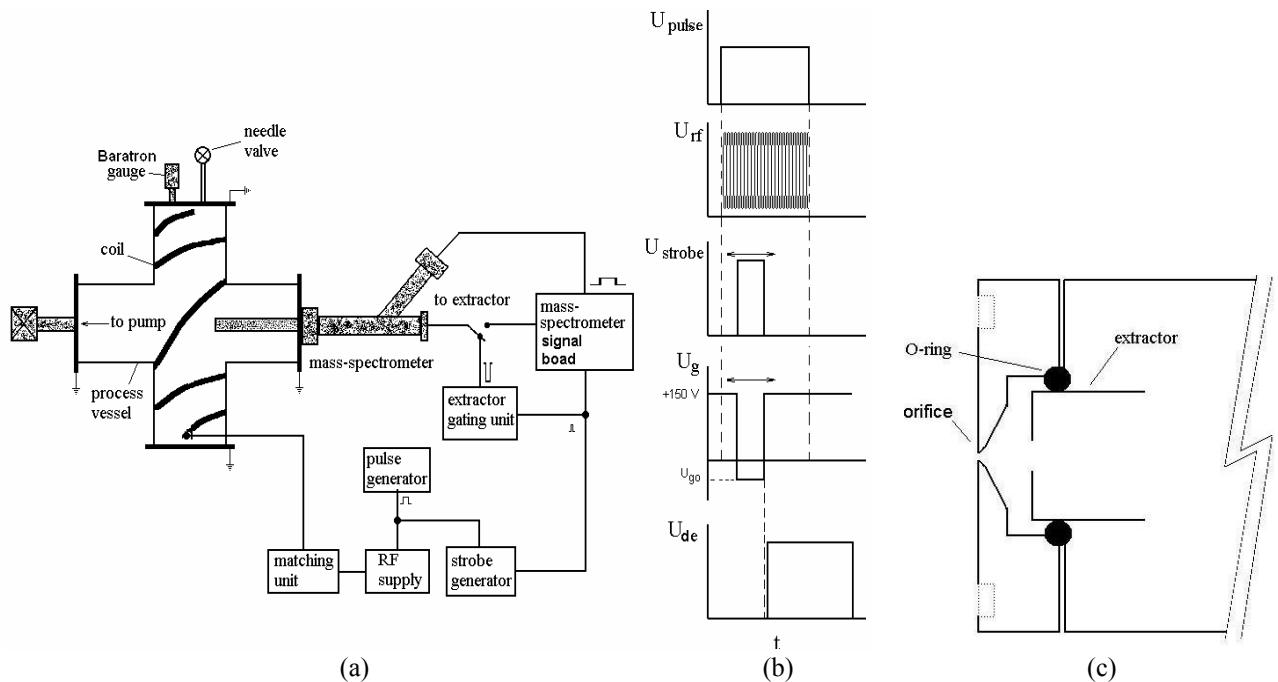 needle
valve
Baratron
gauge
coil
to pump
process
vessel
mass-spectrometer
to extractor
mass-
spectrometer
signal
boad
extractor
gating unit
pulse
generator
matching
unit
RF
supply
strobe
generator
(a)
U pulse
U rf
U strobe
U g
+150 V
U go
U de
t
(b)
O-ring
extractor
orifice
(c)